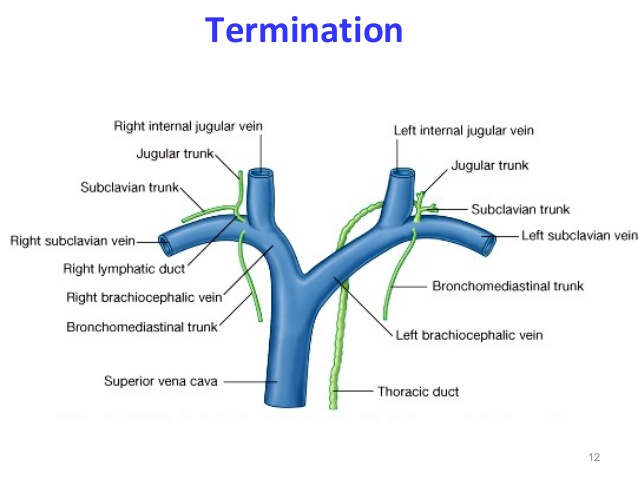 Termination
Right internal jugular vein
Left internal jugular vein
Jugular trunk
Jugular trunk
Subclavian trunk
Subclavian trunk
Right subclavian vein
Left subclavian vein
Right lymphatic duct
Bronchomediastinal trunk
Right brachiocephalic vein
Bronchomediastinal trunk
Left brachiocephalic vein
Superior vena cava
Thoracic duct
12